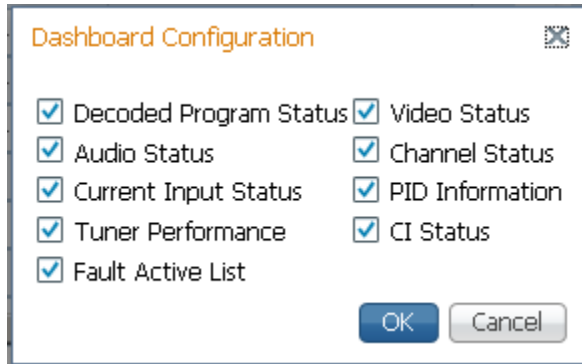 Dashboard Configuration
Decoded Program Status Video Status
Audio Status Channel Status
Current Input Status PID Information
Tuner Performance CI Status
Fault Active List
OK Cancel